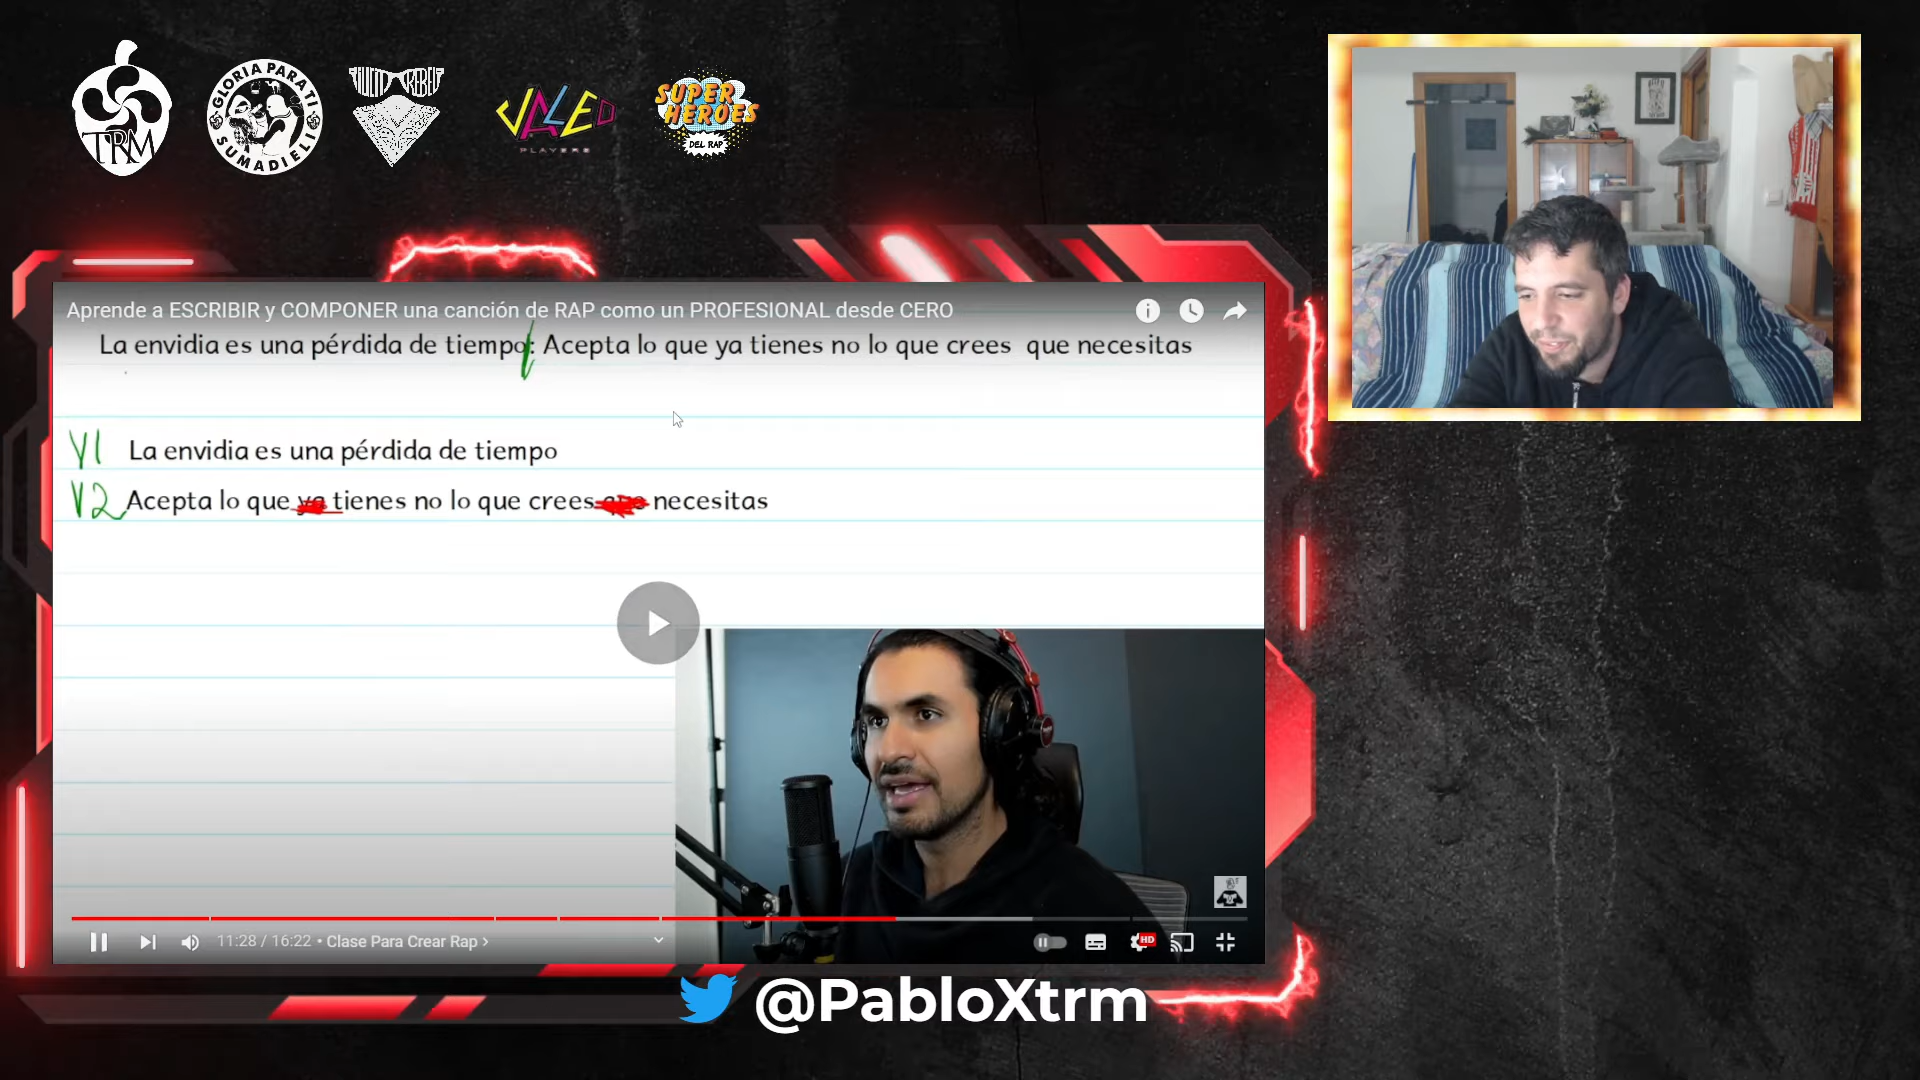 TRM
GLORIA PARATI
SUMADIELI
JALEO
PLAYERS
SUPER
HEROES
DEL RAP
Aprende a ESCRIBIR y COMPONER una canción de RAP como un PROFESIONAL desde CERO
La envidia es una pérdida de tiempo: Acepta lo que ya tienes no lo que crees que necesitas
V1 La envidia es una pérdida de tiempo
V2 Acepta lo que ya tienes no lo que crees que necesitas
11:28 / 16:22 • Clase Para Crear Rap ›
HD
@PabloXtrm